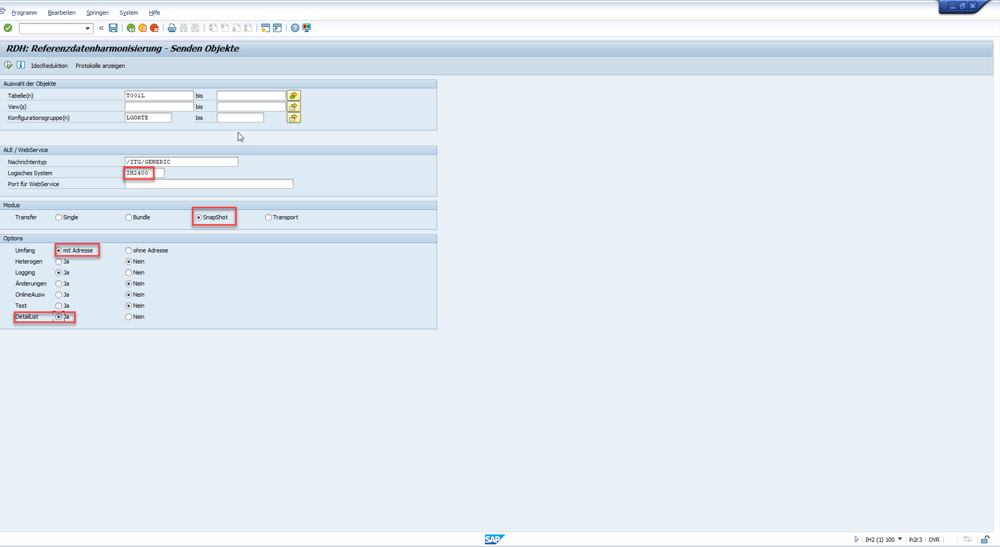 Programm Bearbeiten Springen System Hilfe
RDH: Referenzdatenharmonisierung - Senden Objekte
IdocReduktion Protokolle anzeigen
Auswahl der Objekte
Tabelle(n) T001L bis
View(s) bis
Konfigurationsgruppe(n) LGORTE bis
ALE / WebService
Nachrichtentyp /ITG/GENERIC
Logisches System IH2400
Port für WebService
Modus
Transfer Single Bundle SnapShot Transport
Options
Umfang mit Adresse ohne Adresse
Heterogen Ja Nein
Logging Ja Nein
Änderungen Ja Nein
OnlineAusw Ja Nein
Test Ja Nein
DetailList Ja Nein
SAP IH2 (1) 100 ih2r3 OVR